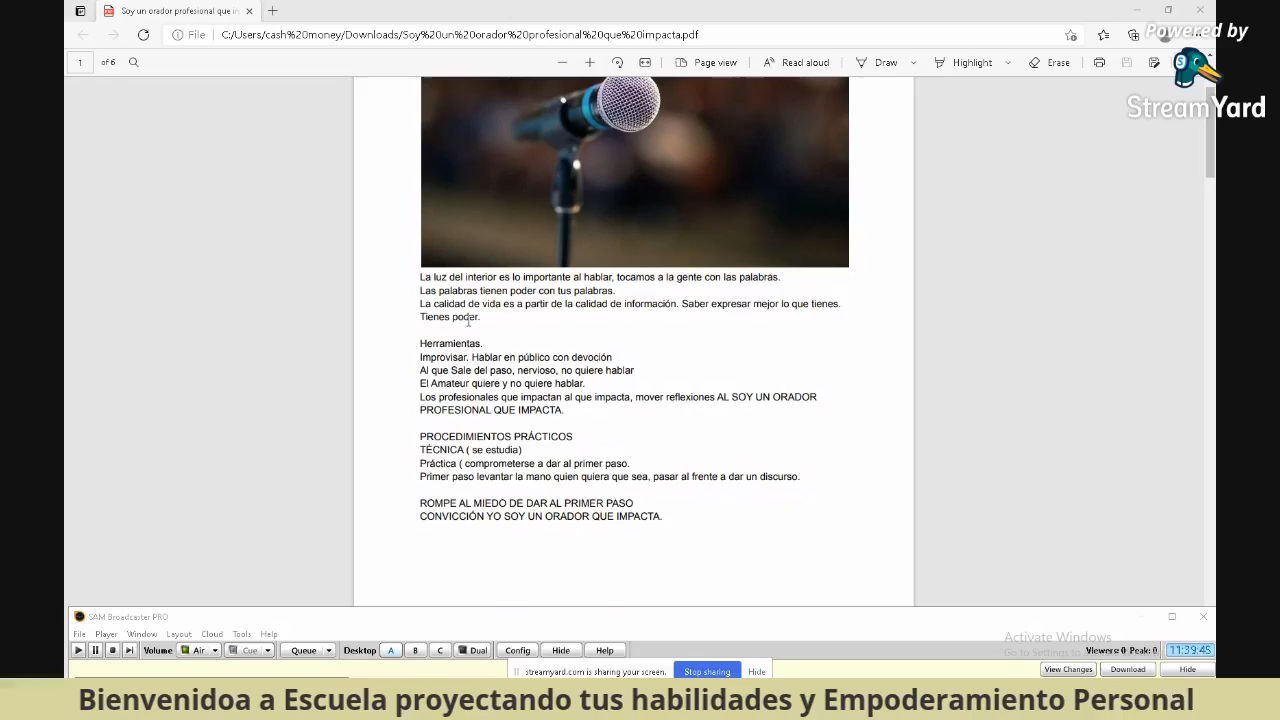 Soy un orador profesional que in
Powered by
StreamYard
File
C:/Users/cash%20money/Downloads/Soy%20un%20orador%20profesional%20que%20impacta.pdf
1 of 6
Page view
Read aloud
Draw
Highlight
Erase
La luz del interior es lo importante al hablar, tocamos a la gente con las palabras.
Las palabras tienen poder con tus palabras.
La calidad de vida es a partir de la calidad de información. Saber expresar mejor lo que tienes.
Tienes poder.
Herramientas.
Improvisar. Hablar en público con devoción
Al que Sale del paso, nervioso, no quiere hablar
El Amateur quiere y no quiere hablar.
Los profesionales que impactan al que impacta, mover reflexiones AL SOY UN ORADOR
PROFESIONAL QUE IMPACTA.
PROCEDIMIENTOS PRÁCTICOS
TÉCNICA ( se estudia)
Práctica ( comprometerse a dar al primer paso.
Primer paso levantar la mano quien quiera que sea, pasar al frente a dar un discurso.
ROMPE AL MIEDO DE DAR AL PRIMER PASO
CONVICCIÓN YO SOY UN ORADOR QUE IMPACTA.
SAM Broadcaster PRO
File Player Window Layout Cloud Tools Help
Activate Windows
Go to Settings to
Volume Air Cue Queue Desktop A B C Dual Config Hide Help
Viewers: 0 Peak: 0 11:39:45
streamyard.com is sharing your screen. Stop sharing Hide
View Changes Download Hide
Bienvenidoa a Escuela proyectando tus habilidades y Empoderamiento Personal